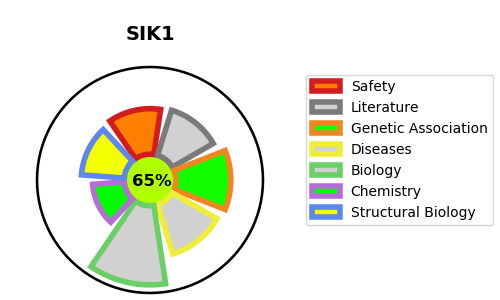 SIK1
65%
Safety
Literature
Genetic Association
Diseases
Biology
Chemistry
Structural Biology